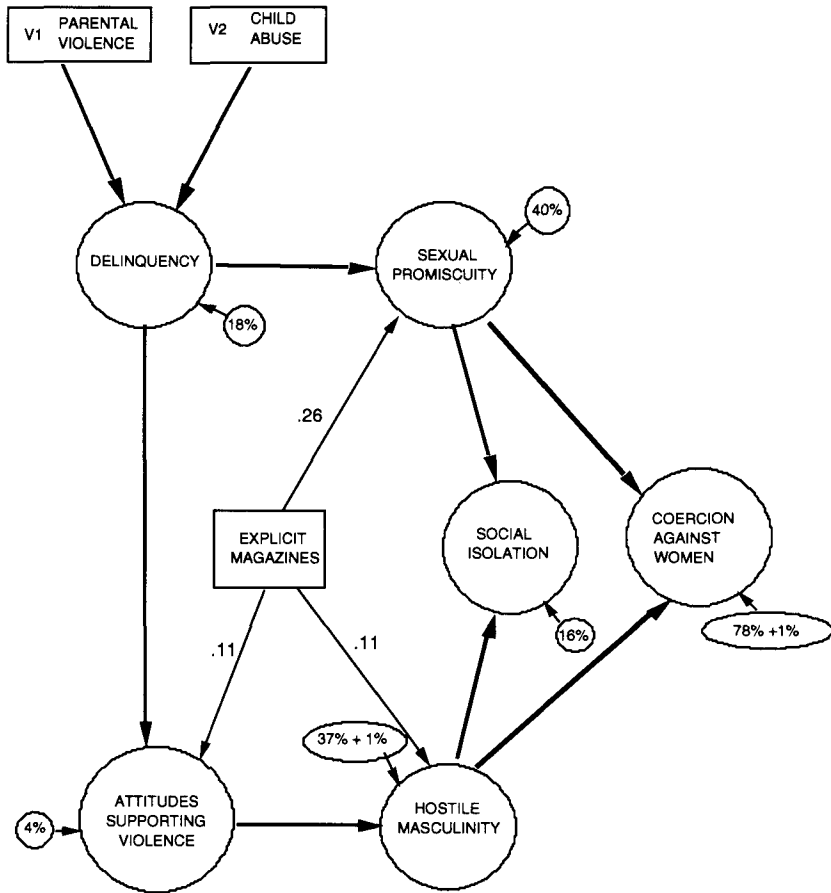 V1 PARENTAL
VIOLENCE
V2 CHILD
ABUSE
DELINQUENCY
SEXUAL
PROMISCUITY
40%
18%
.26
EXPLICIT
MAGAZINES
SOCIAL
ISOLATION
COERCION
AGAINST
WOMEN
16%
78% +1%
.11
.11
37% + 1%
ATTITUDES
SUPPORTING
VIOLENCE
4%
HOSTILE
MASCULINITY